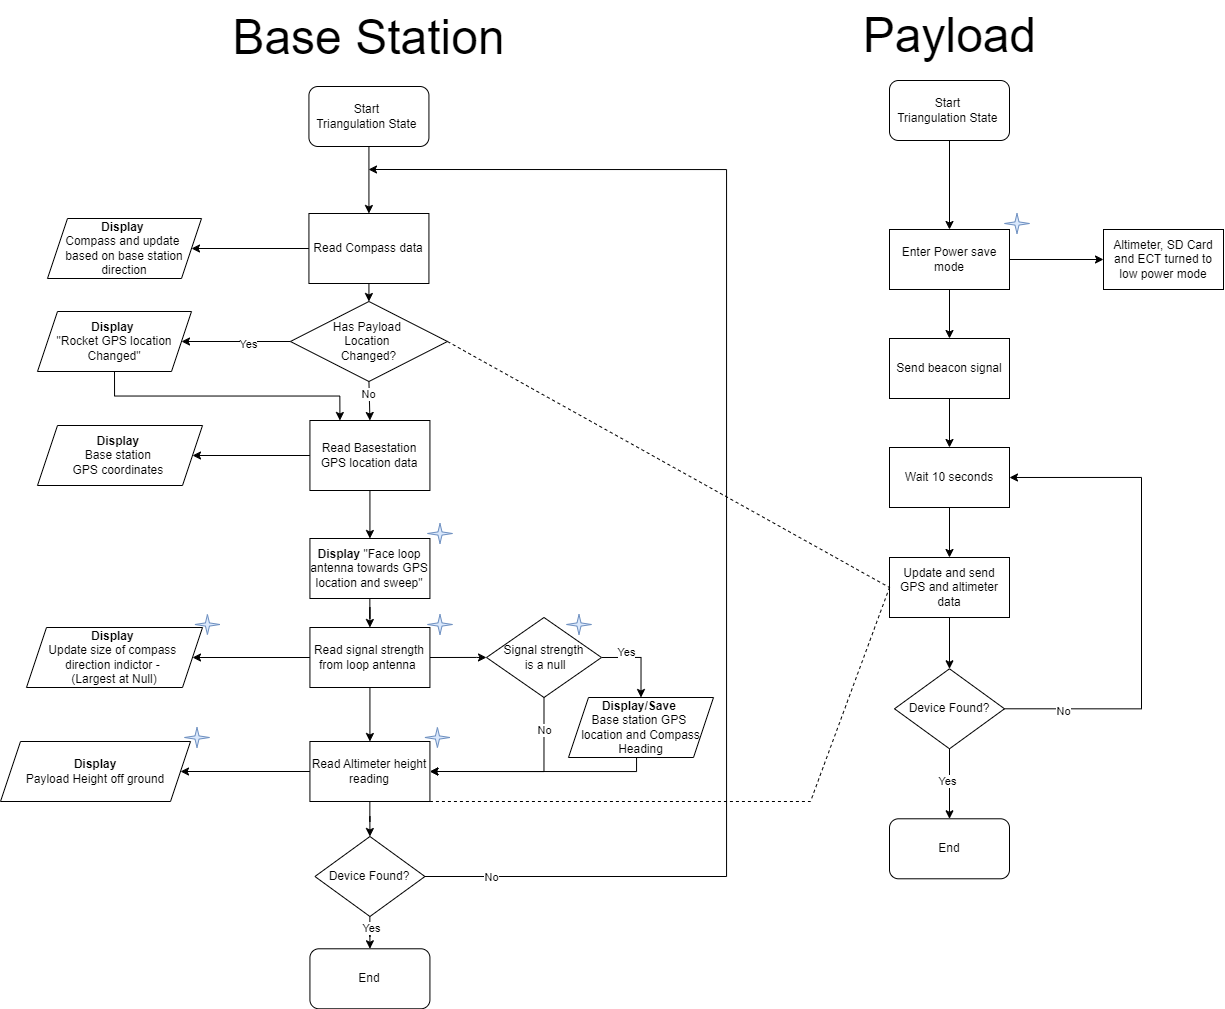 Base Station
Start
Triangulation State
Read Compass data
Display
Compass and update
based on base station
direction
Has Payload
Location
Changed?
Yes
Display
"Rocket GPS location
Changed"
No
Read Basestation
GPS location data
Display
Base station
GPS coordinates
Display "Face loop
antenna towards GPS
location and sweep"
Read signal strength
from loop antenna
Display
Update size of compass
direction indictor -
(Largest at Null)
Signal strength
is a null
Yes
Display/Save
Base station GPS
location and Compass
Heading
No
Read Altimeter height
reading
Display
Payload Height off ground
Device Found?
No
Yes
End
Payload
Start
Triangulation State
Enter Power save
mode
Altimeter, SD Card
and ECT turned to
low power mode
Send beacon signal
Wait 10 seconds
Update and send
GPS and altimeter
data
Device Found?
No
Yes
End